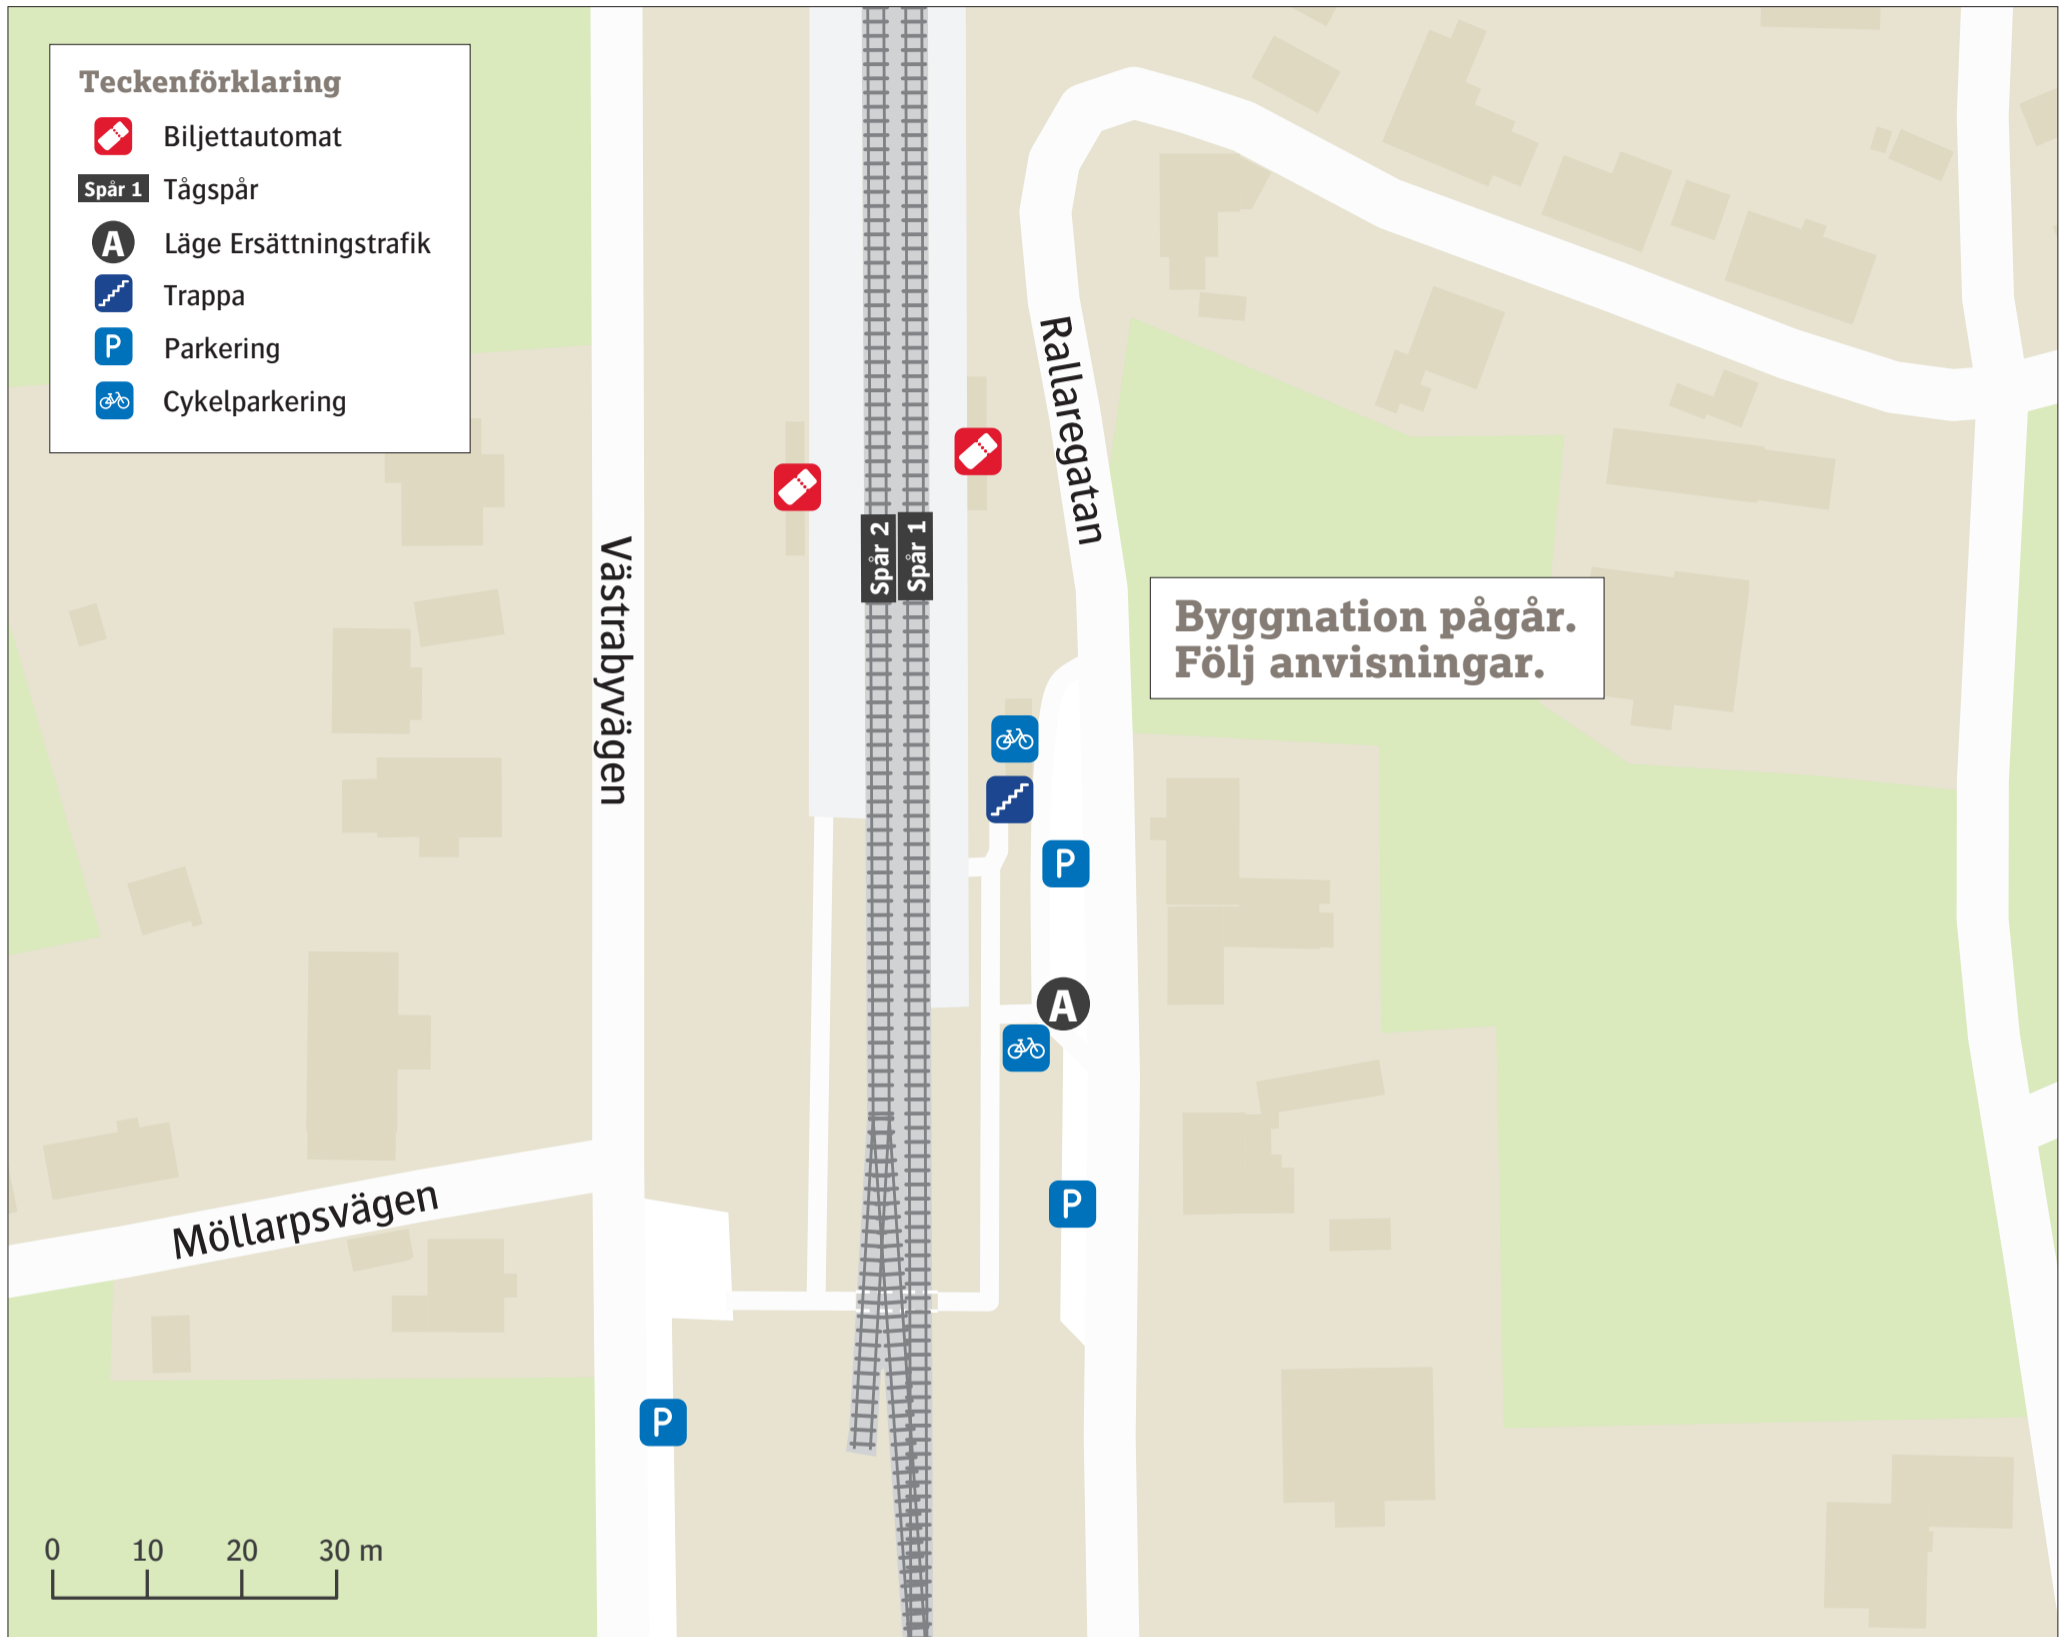 Teckenförklaring
Biljettautomat
Spår 1 Tågspår
A Läge Ersättningstrafik
Trappa
P Parkering
Cykelparkering
Rallaregatan
Västrabyvägen
Spår 2
Spår 1
Byggnation pågår.
Följ anvisningar.
P
A
P
Möllarpsvägen
P
0 10 20 30 m